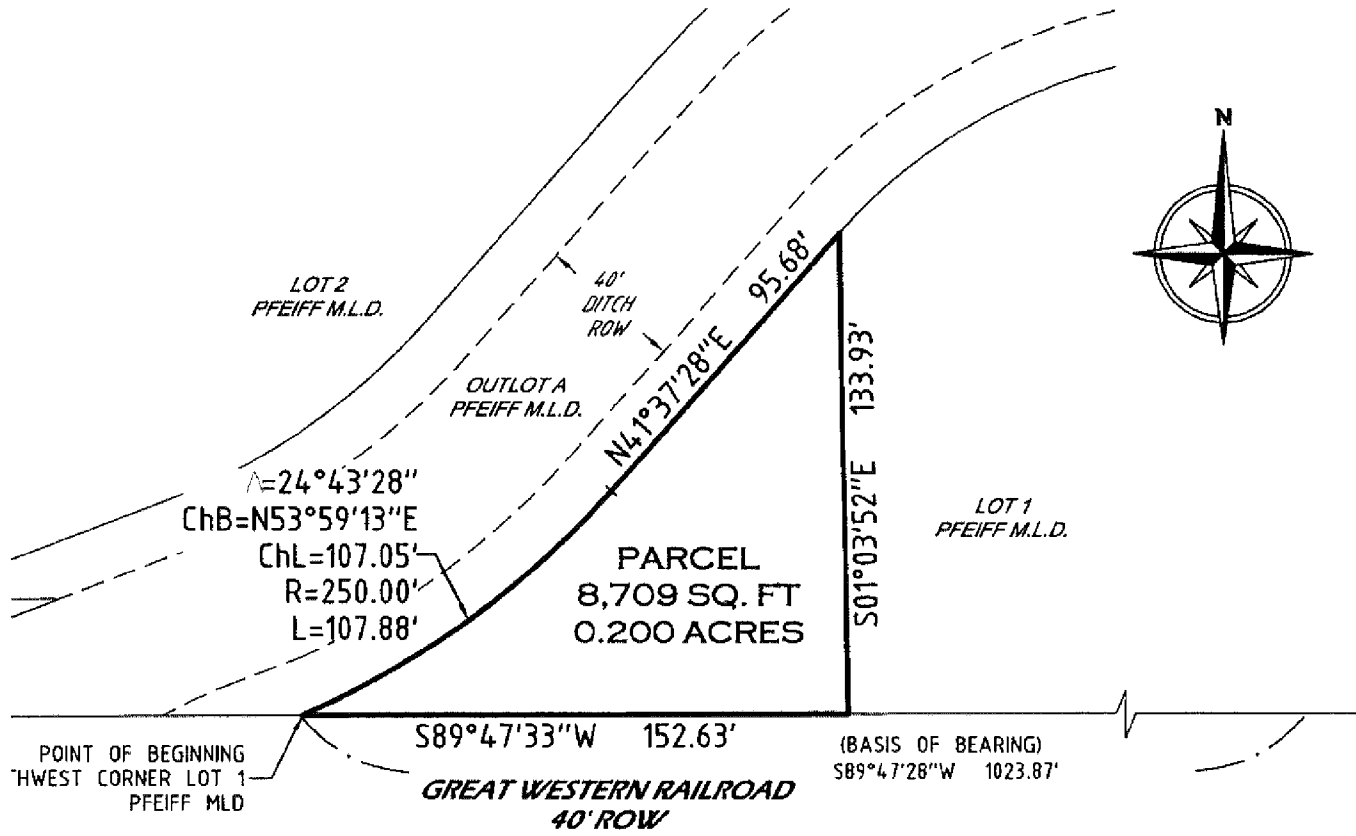 N
LOT 2
PFEIFF M.L.D.
40'
DITCH
ROW
OUTLOT A
PFEIFF M.L.D.
N41°37'28"E 95.68'
S01°03'52"E 133.93'
LOT 1
PFEIFF M.L.D.
Δ=24°43'28"
ChB=N53°59'13"E
ChL=107.05'
R=250.00'
L=107.88'
PARCEL
8,709 SQ. FT
0.200 ACRES
S89°47'33"W 152.63'
(BASIS OF BEARING)
S89°47'28"W 1023.87'
POINT OF BEGINNING
HWEST CORNER LOT 1
PFEIFF MLD
GREAT WESTERN RAILROAD
40' ROW